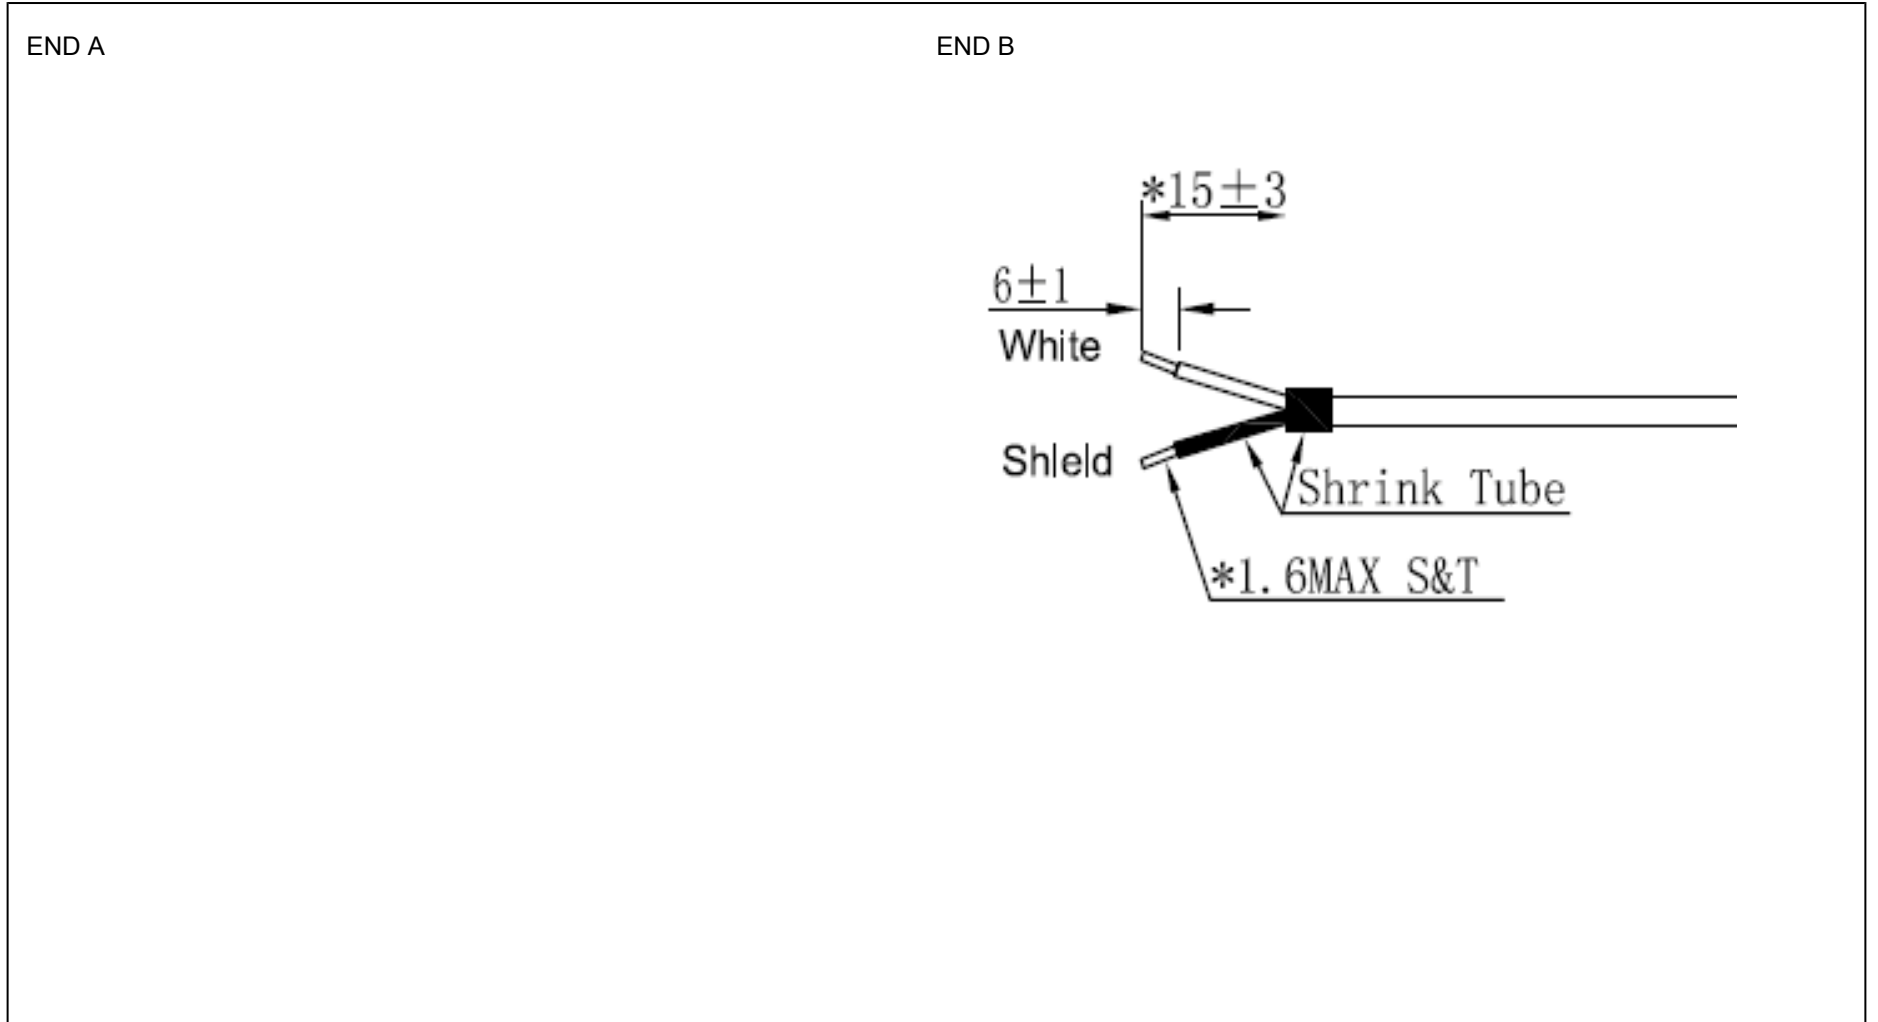 END A
END B
*15±3
6±1
White
Shield
Shrink Tube
*1.6MAX S&T